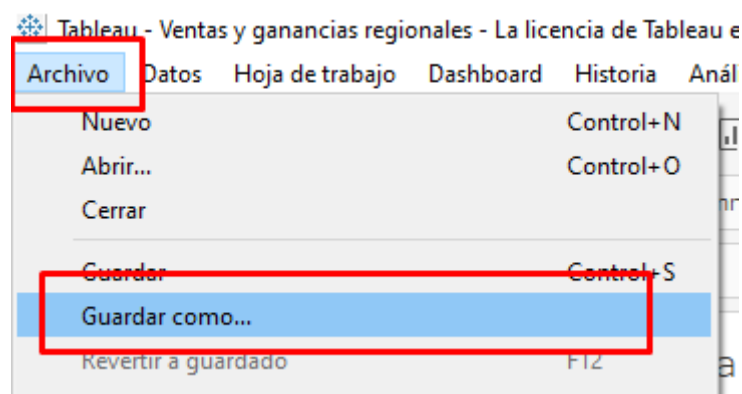 Tableau - Ventas y ganancias regionales - La licencia de Tableau e
Archivo Datos Hoja de trabajo Dashboard Historia Anál
Nuevo Control+N
Abrir... Control+O
Cerrar
Guardar Control+S
Guardar como...
Revertir a guardado F12